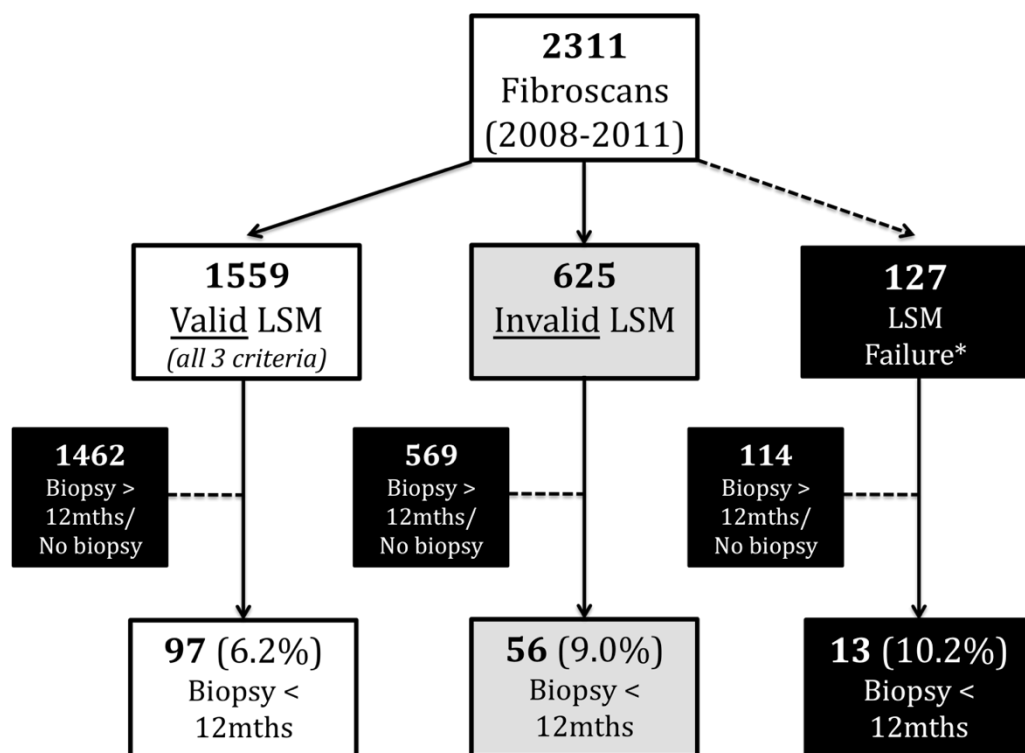 2311
Fibroscans
(2008-2011)
1559
Valid LSM
(all 3 criteria)
625
Invalid LSM
127
LSM
Failure*
1462
Biopsy >
12mths/
No biopsy
569
Biopsy >
12mths/
No biopsy
114
Biopsy >
12mths/
No biopsy
97 (6.2%)
Biopsy <
12mths
56 (9.0%)
Biopsy <
12mths
13 (10.2%)
Biopsy <
12mths